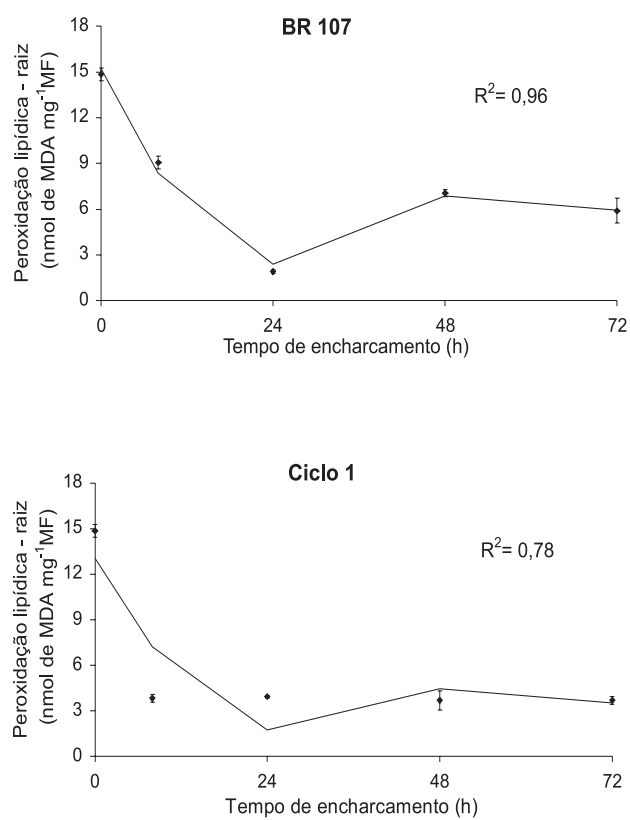 BR 107
Peroxidação lipídica - raiz
(nmol de MDA mg⁻¹MF)
18
15
12
9
6
3
0
R²= 0,96
0 24 48 72
Tempo de encharcamento (h)
Ciclo 1
Peroxidação lipídica - raiz
(nmol de MDA mg⁻¹MF)
18
15
12
9
6
3
0
R²= 0,78
0 24 48 72
Tempo de encharcamento (h)